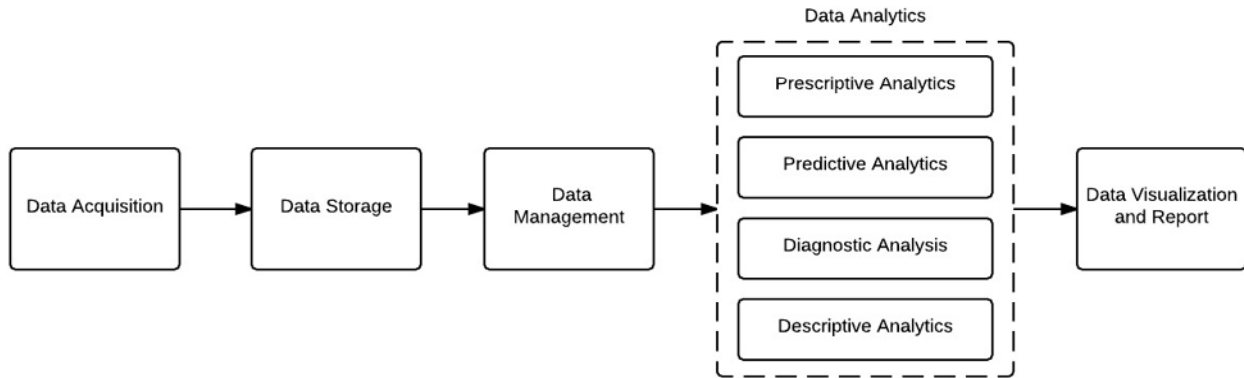 Data Analytics
Prescriptive Analytics
Predictive Analytics
Diagnostic Analysis
Descriptive Analytics
Data Acquisition
Data Storage
Data
Management
Data Visualization
and Report